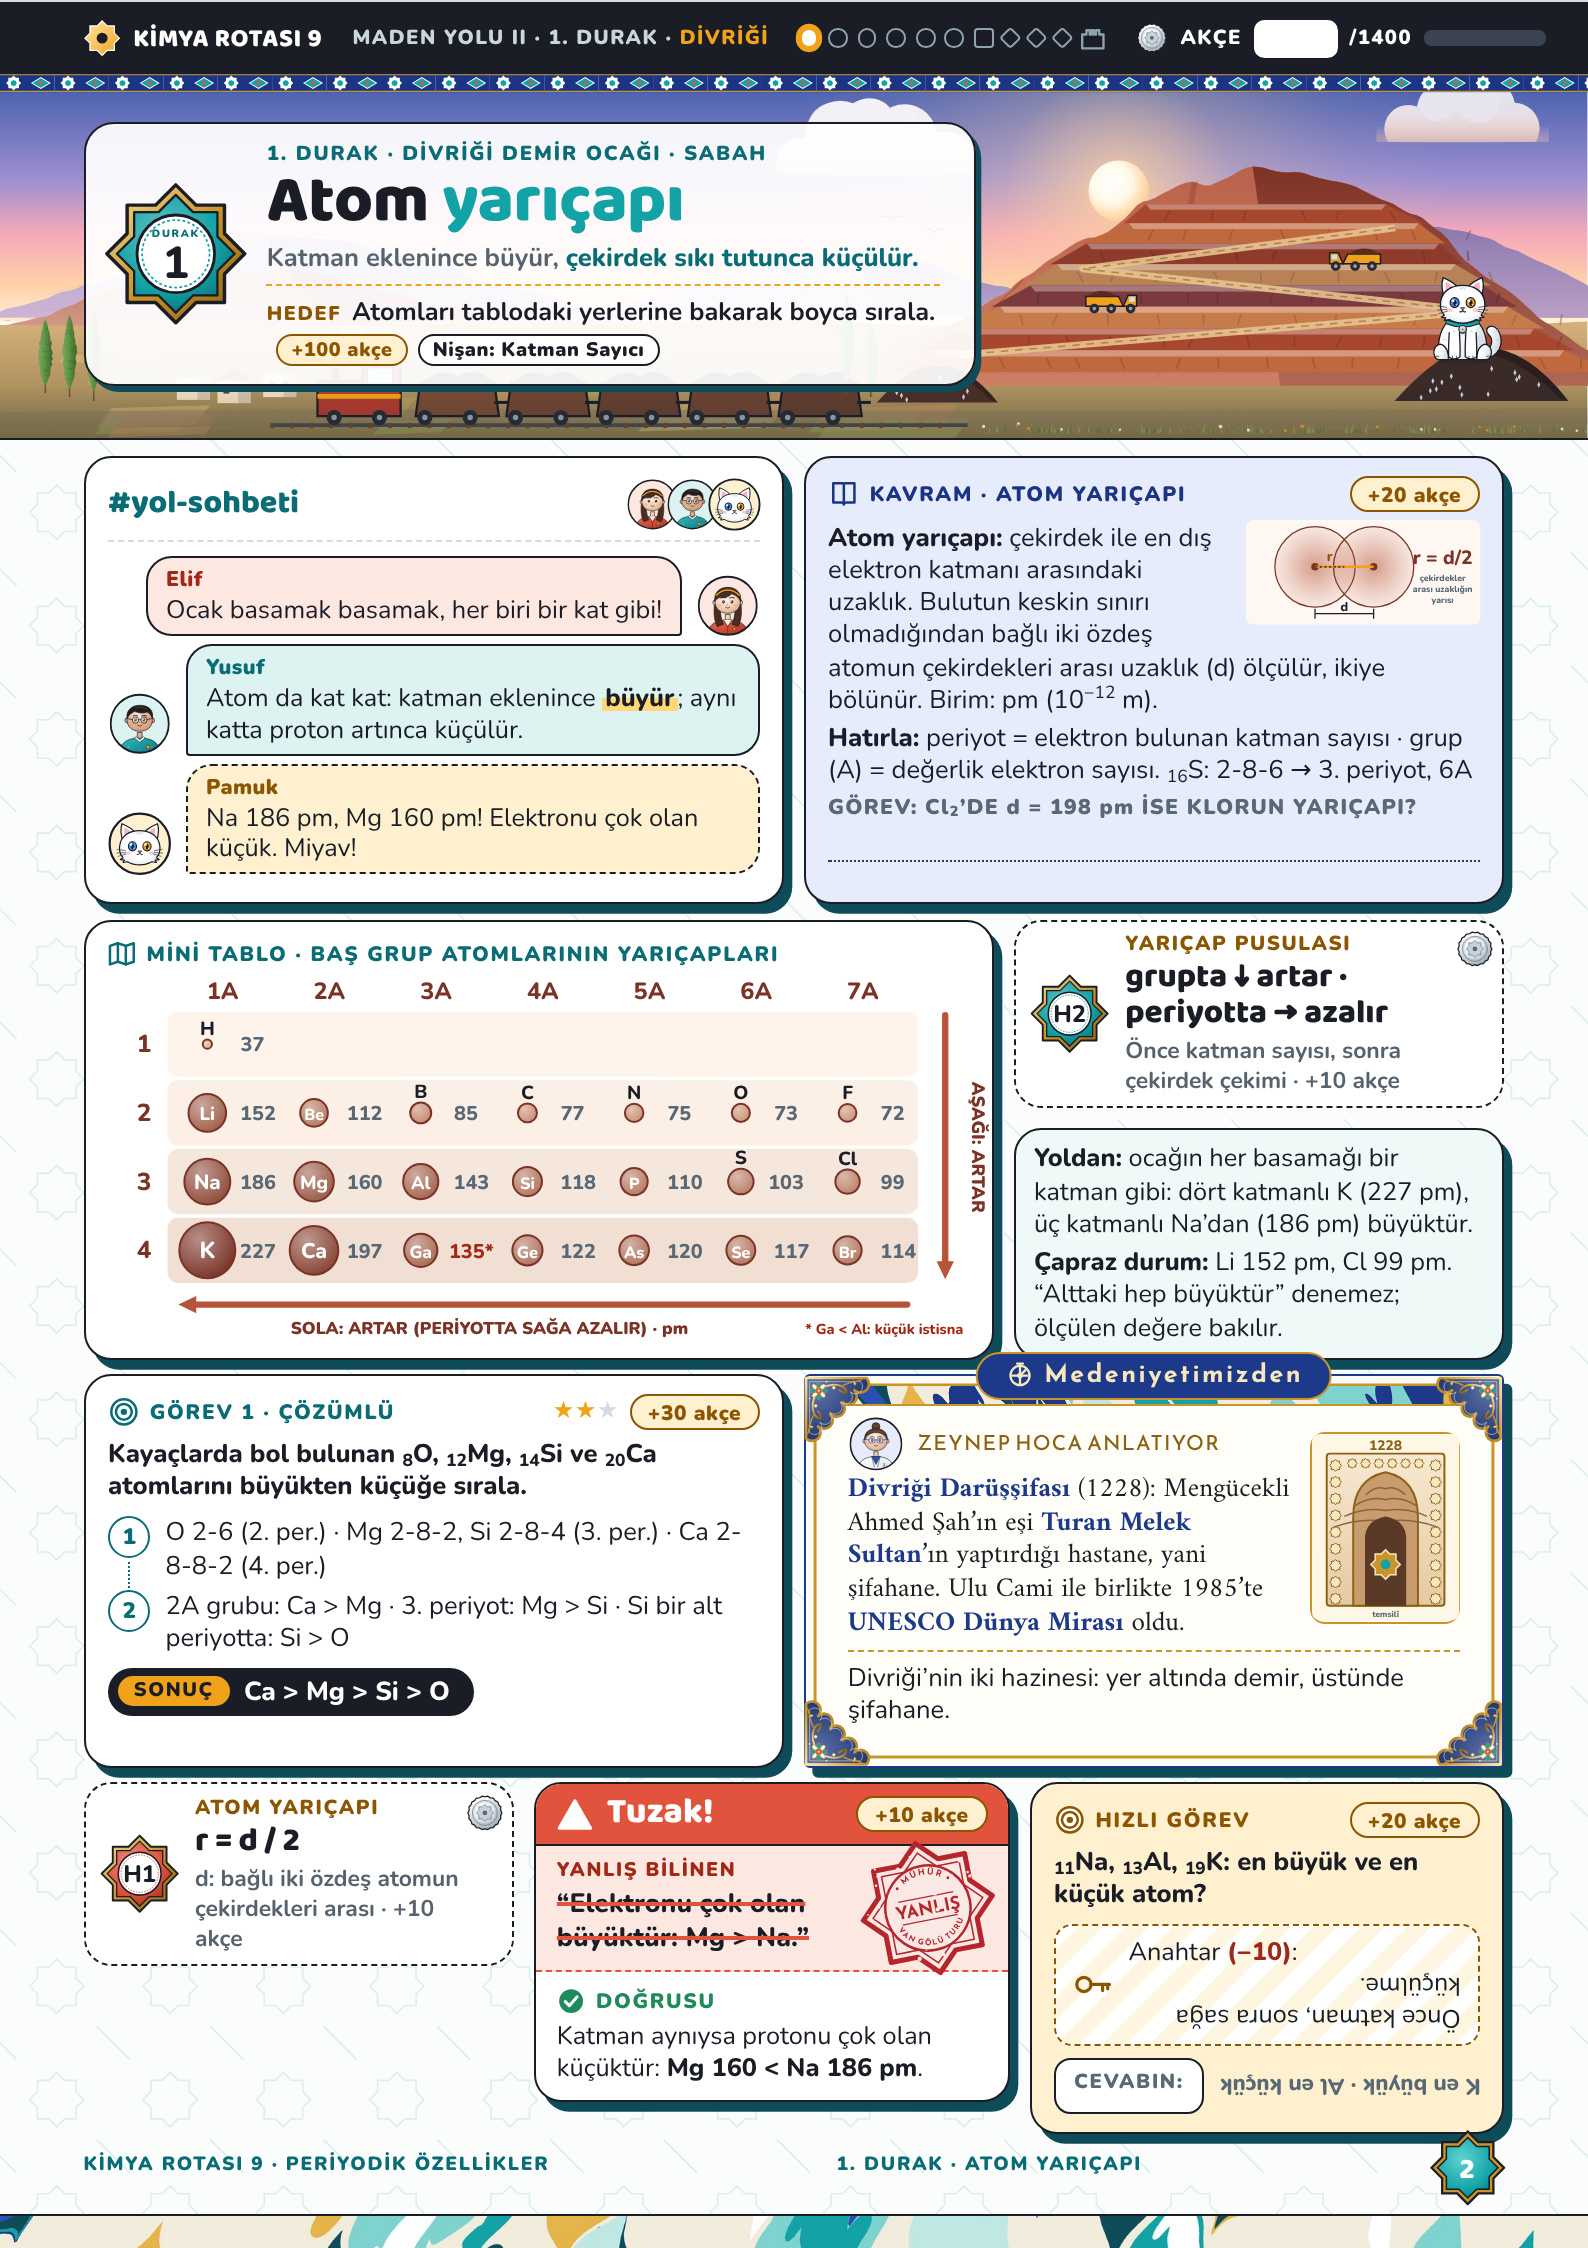 KİMYA ROTASI 9 MADEN YOLU II · 1. DURAK · DİVRİĞİ AKÇE /1400
1. DURAK · DİVRİĞİ DEMİR OCAĞI · SABAH
DURAK
1
Atom yarıçapı
Katman eklenince büyür, çekirdek sıkı tutunca küçülür.
HEDEF Atomları tablodaki yerlerine bakarak boyca sırala.
+100 akçe Nişan: Katman Sayıcı
#yol-sohbeti
Elif
Ocak basamak basamak, her biri bir kat gibi!
Yusuf
Atom da kat kat: katman eklenince büyür; aynı
katta proton artınca küçülür.
Pamuk
Na 186 pm, Mg 160 pm! Elektronu çok olan
küçük. Miyav!
KAVRAM · ATOM YARIÇAPI +20 akçe
Atom yarıçapı: çekirdek ile en dış
elektron katmanı arasındaki
uzaklık. Bulutun keskin sınırı
olmadığından bağlı iki özdeş
atomun çekirdekleri arası uzaklık (d) ölçülür, ikiye
bölünür. Birim: pm (10⁻¹² m).
r
d
r = d/2
çekirdekler
arası uzaklığın
yarısı
Hatırla: periyot = elektron bulunan katman sayısı · grup
(A) = değerlik elektron sayısı. ₁₆S: 2-8-6 → 3. periyot, 6A
GÖREV: Cl₂’DE d = 198 pm İSE KLORUN YARIÇAPI?
MİNİ TABLO · BAŞ GRUP ATOMLARININ YARIÇAPLARI
1A 2A 3A 4A 5A 6A 7A
1 H 37
2 Li 152 Be 112 B 85 C 77 N 75 O 73 F 72
3 Na 186 Mg 160 Al 143 Si 118 P 110 S 103 Cl 99
4 K 227 Ca 197 Ga 135* Ge 122 As 120 Se 117 Br 114
AŞAĞI: ARTAR
SOLA: ARTAR (PERİYOTTA SAĞA AZALIR) · pm
* Ga < Al: küçük istisna
H2
YARIÇAP PUSULASI
grupta ↓ artar ·
periyotta → azalır
Önce katman sayısı, sonra
çekirdek çekimi · +10 akçe
Yoldan: ocağın her basamağı bir
katman gibi: dört katmanlı K (227 pm),
üç katmanlı Na’dan (186 pm) büyüktür.
Çapraz durum: Li 152 pm, Cl 99 pm.
“Alttaki hep büyüktür” denemez;
ölçülen değere bakılır.
GÖREV 1 · ÇÖZÜMLÜ +30 akçe
Kayaçlarda bol bulunan ₈O, ₁₂Mg, ₁₄Si ve ₂₀Ca
atomlarını büyükten küçüğe sırala.
1 O 2-6 (2. per.) · Mg 2-8-2, Si 2-8-4 (3. per.) · Ca 2-
8-8-2 (4. per.)
2 2A grubu: Ca > Mg · 3. periyot: Mg > Si · Si bir alt
periyotta: Si > O
SONUÇ Ca > Mg > Si > O
Medeniyetimizden
ZEYNEP HOCA ANLATIYOR
Divriği Darüşşifası (1228): Mengücekli
Ahmed Şah’ın eşi Turan Melek
Sultan’ın yaptırdığı hastane, yani
şifahane. Ulu Cami ile birlikte 1985’te
UNESCO Dünya Mirası oldu.
1228
temsilî
Divriği’nin iki hazinesi: yer altında demir, üstünde
şifahane.
H1
ATOM YARIÇAPI
r = d / 2
d: bağlı iki özdeş atomun
çekirdekleri arası · +10
akçe
Tuzak! +10 akçe
YANLIŞ BİLİNEN
“Elektronu çok olan
büyüktür: Mg > Na.”
MÜHÜR
YANLIŞ
VAN GÖLÜ TURU
DOĞRUSU
Katman aynıysa protonu çok olan
küçüktür: Mg 160 < Na 186 pm.
HIZLI GÖREV +20 akçe
₁₁Na, ₁₃Al, ₁₉K: en büyük ve en
küçük atom?
Anahtar (−10):
Önce katman, sonra sağa
küçülme.
CEVABIN:
K en büyük · Al en küçük
KİMYA ROTASI 9 · PERİYODİK ÖZELLİKLER 1. DURAK · ATOM YARIÇAPI 2